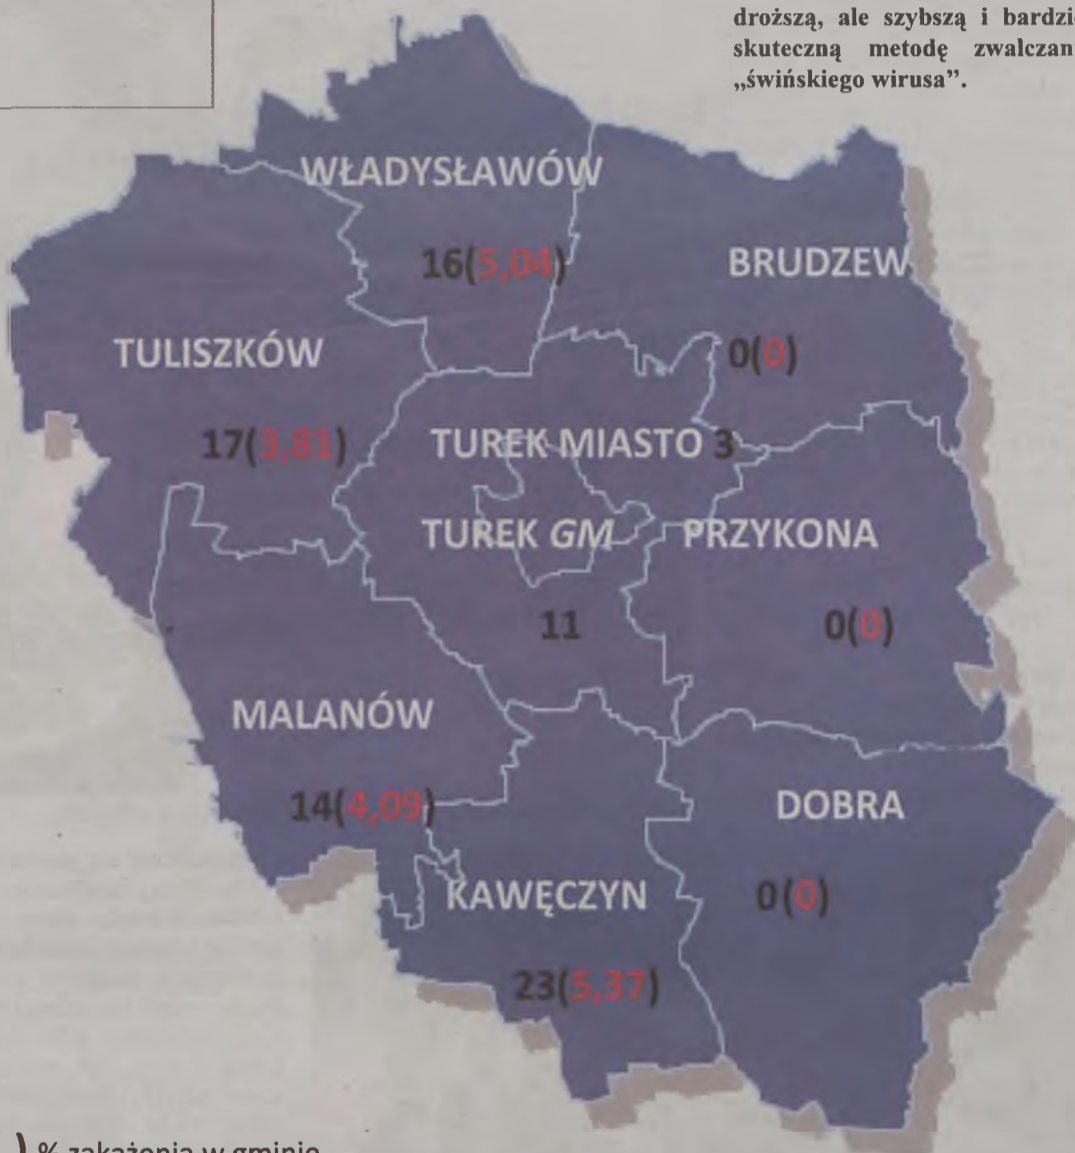 droższą, ale szybszą i bardzi
skuteczną metodę zwalczan
„świńskiego wirusa”.
WŁADYSŁAWÓW
16(5,04)
BRUDZEW
0(0)
TULISZKÓW
17(3,81)
TUREK MIASTO 3
TUREK GM
11
PRZYKONA
0(0)
MALANÓW
14(4,09)
DOBRA
0(0)
KAWĘCZYN
23(5,37)
) % zakażenia w gminie